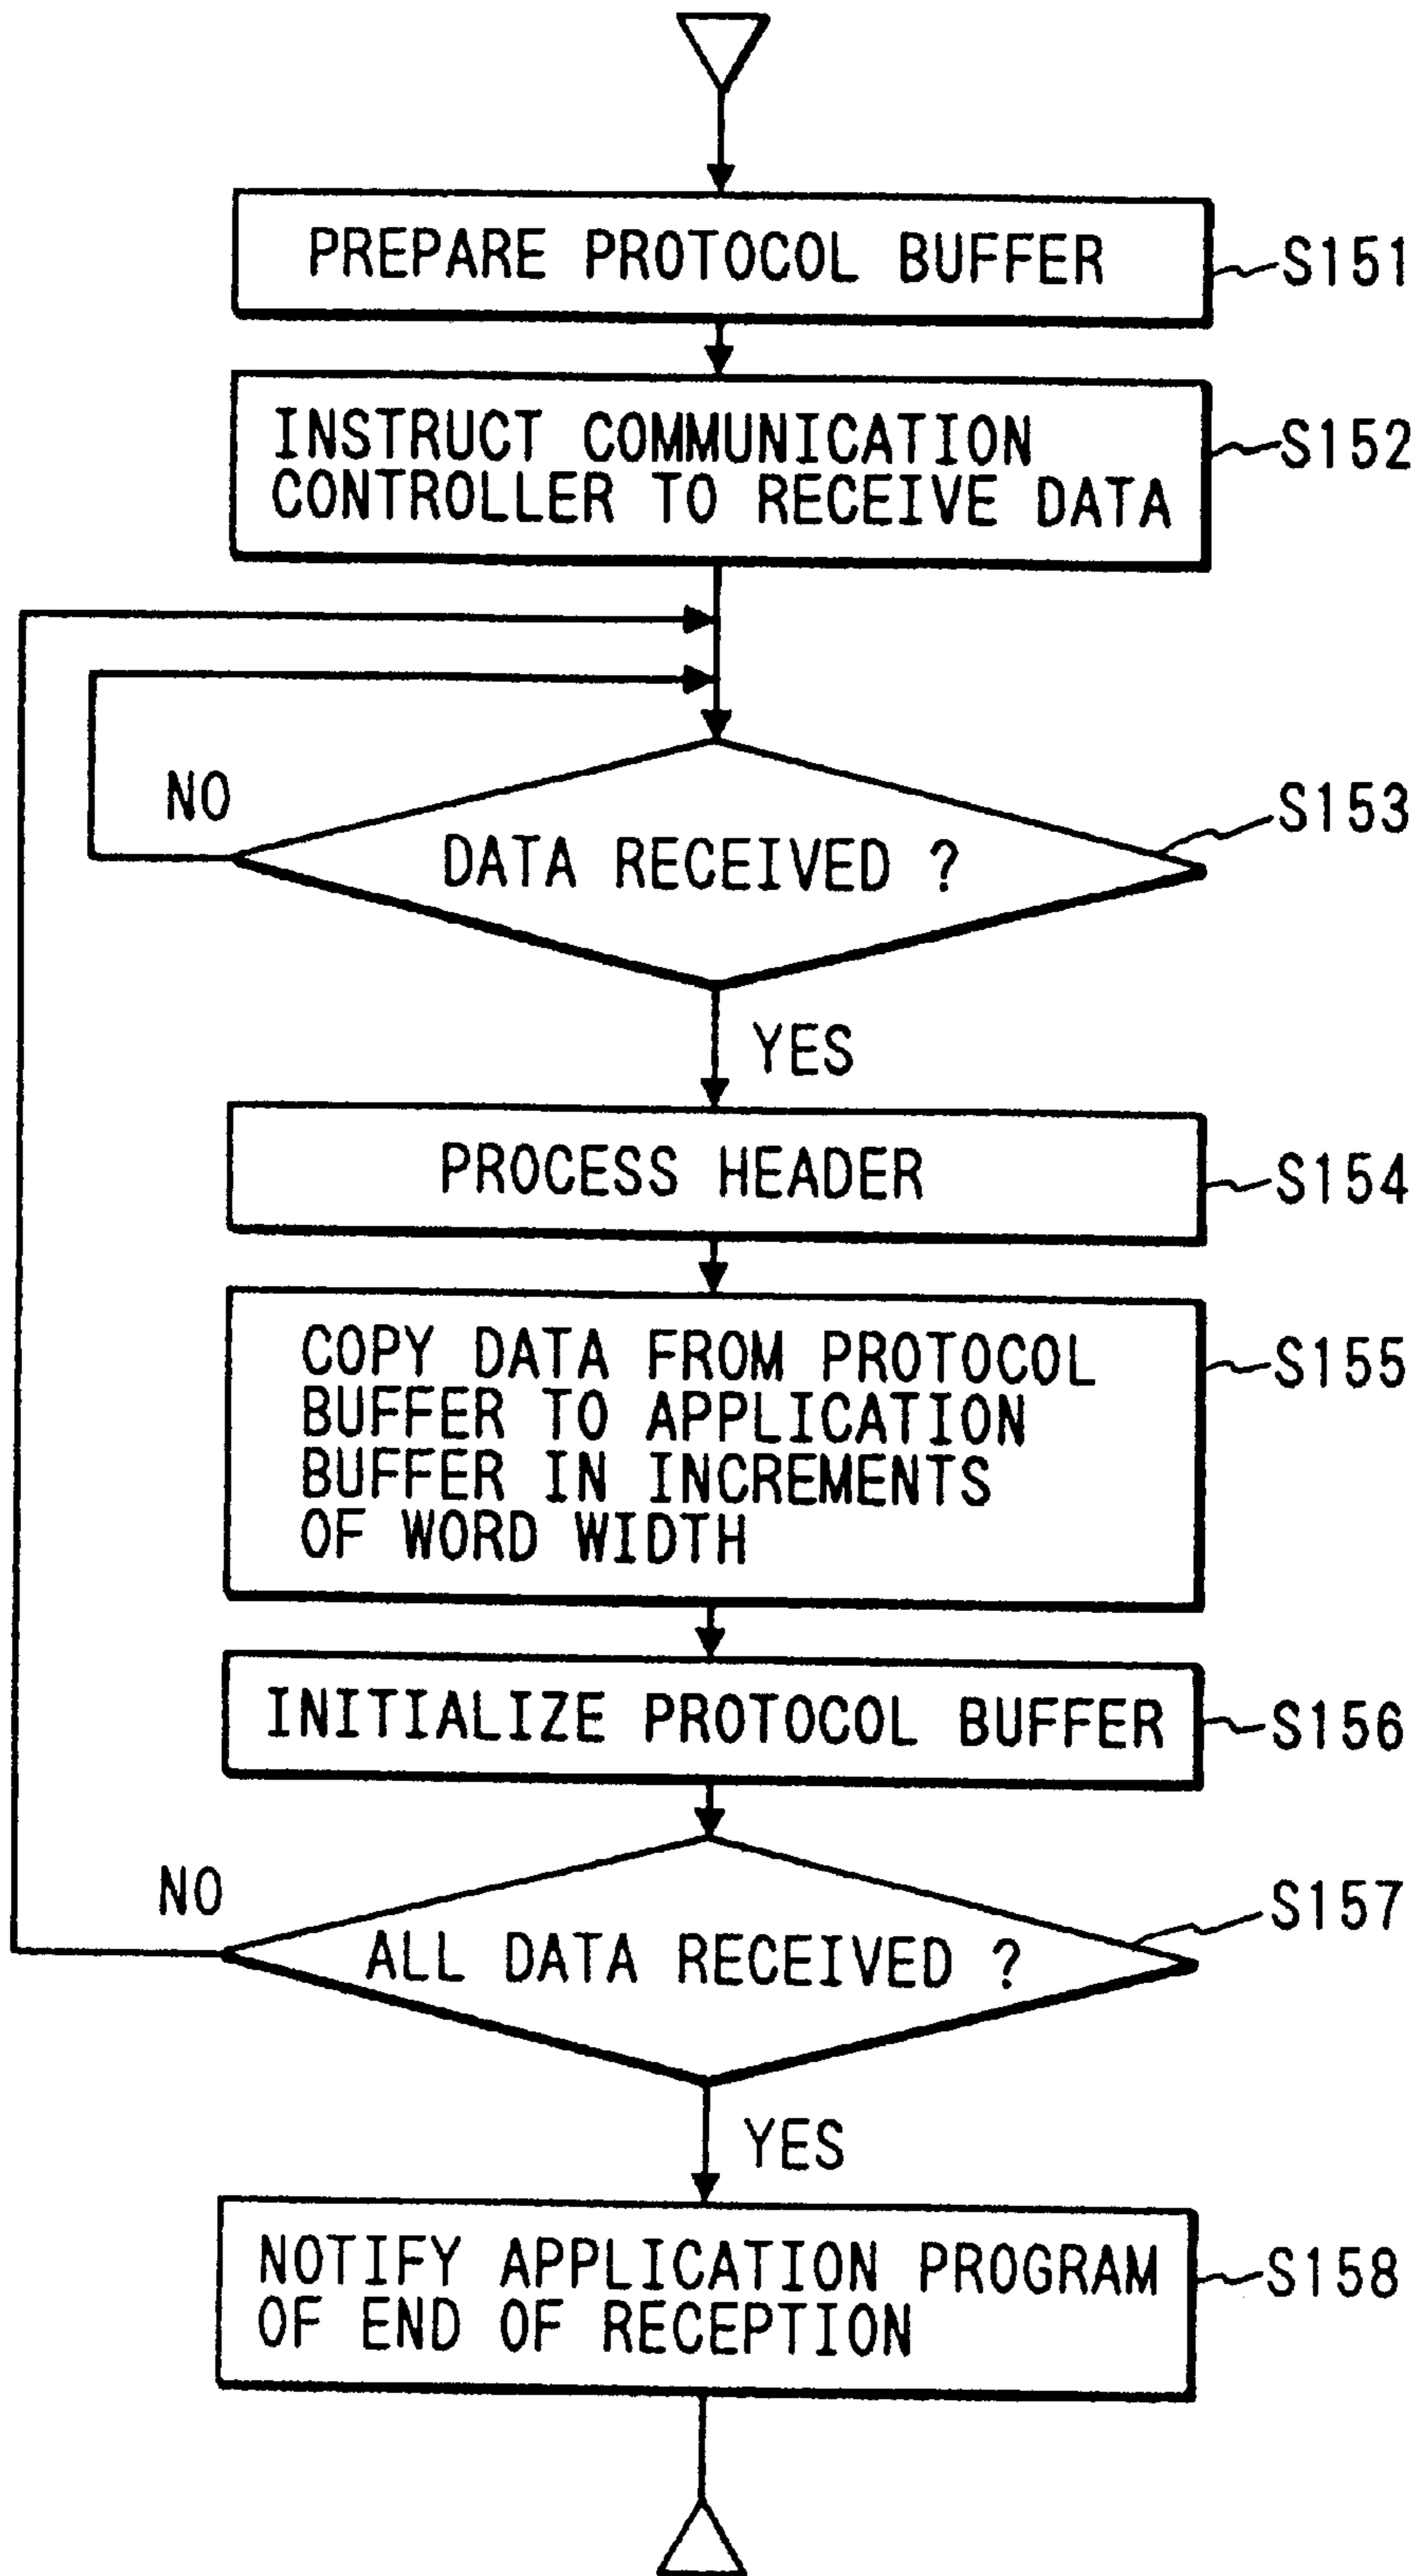 PREPARE PROTOCOL BUFFER
S151
INSTRUCT COMMUNICATION
CONTROLLER TO RECEIVE DATA
S152
NO
DATA RECEIVED ?
S153
YES
PROCESS HEADER
S154
COPY DATA FROM PROTOCOL
BUFFER TO APPLICATION
BUFFER IN INCREMENTS
OF WORD WIDTH
S155
INITIALIZE PROTOCOL BUFFER
S156
NO
ALL DATA RECEIVED ?
S157
YES
NOTIFY APPLICATION PROGRAM
OF END OF RECEPTION
S158